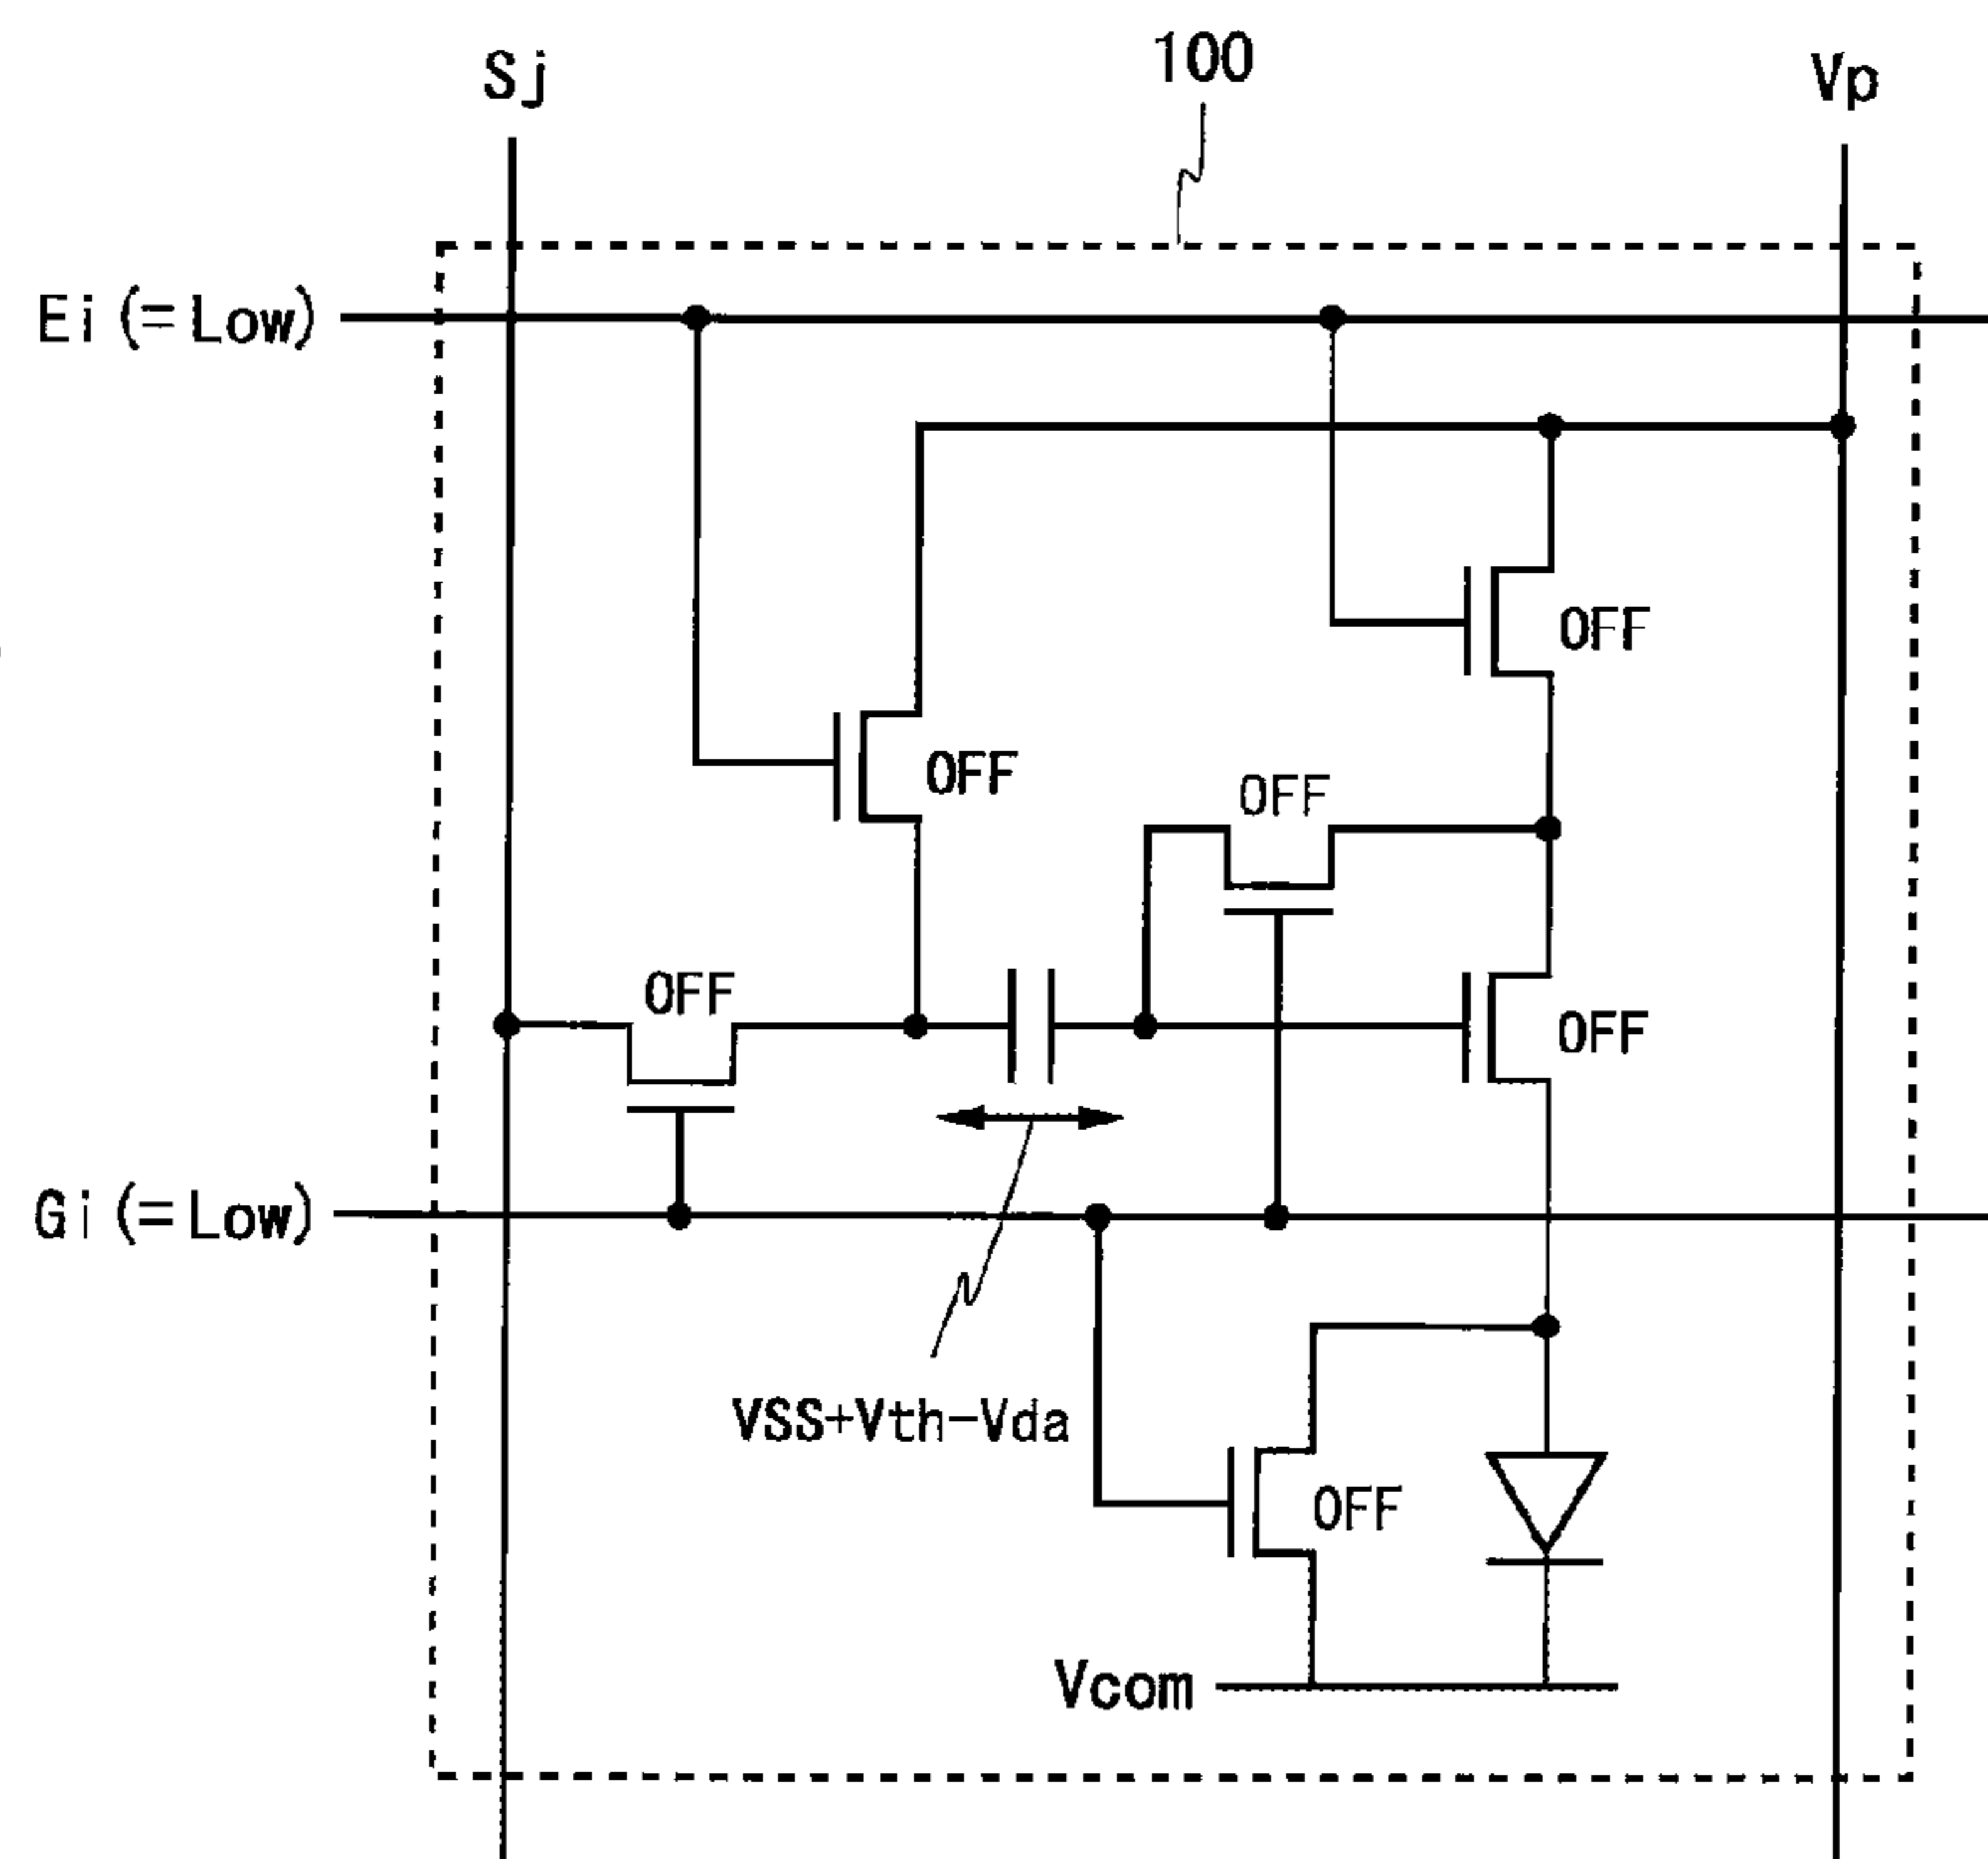 Sj
100
Vp
Ei(=Low)
OFF
OFF
OFF
OFF
OFF
Gi(=Low)
VSS+Vth-Vda
OFF
Vcom